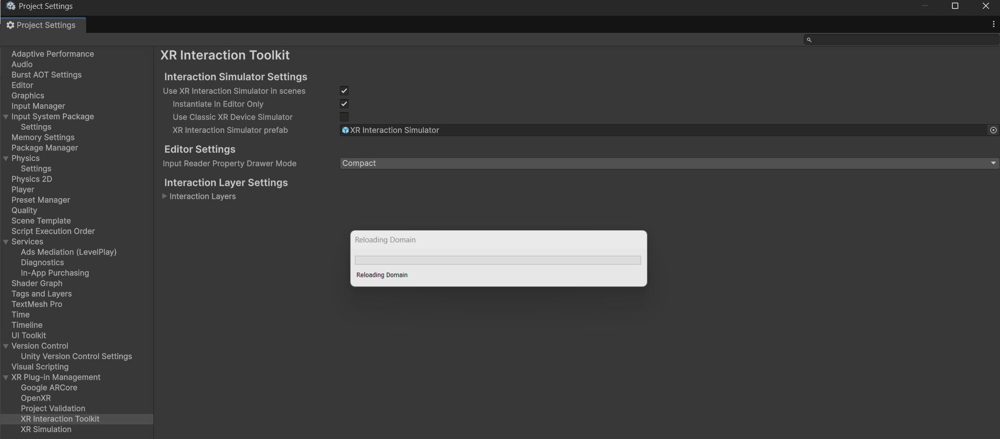 Project Settings
Project Settings
Adaptive Performance
Audio
Burst AOT Settings
Editor
Graphics
Input Manager
Input System Package
Settings
Memory Settings
Package Manager
Physics
Settings
Physics 2D
Player
Preset Manager
Quality
Scene Template
Script Execution Order
Services
Ads Mediation (LevelPlay)
Diagnostics
In-App Purchasing
Shader Graph
Tags and Layers
TextMesh Pro
Time
Timeline
UI Toolkit
Version Control
Unity Version Control Settings
Visual Scripting
XR Plug-in Management
Google ARCore
OpenXR
Project Validation
XR Interaction Toolkit
XR Simulation
XR Interaction Toolkit
Interaction Simulator Settings
Use XR Interaction Simulator in scenes
Instantiate In Editor Only
Use Classic XR Device Simulator
XR Interaction Simulator prefab XR Interaction Simulator
Editor Settings
Input Reader Property Drawer Mode Compact
Interaction Layer Settings
Interaction Layers
Reloading Domain
Reloading Domain